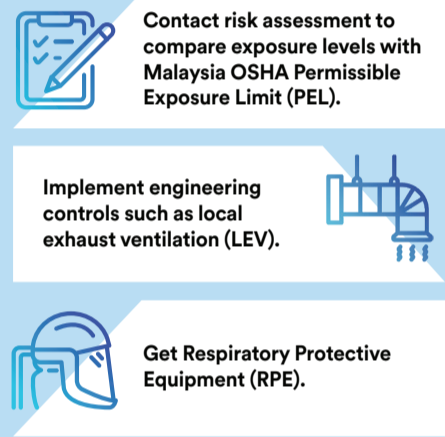 Contact risk assessment to
compare exposure levels with
Malaysia OSHA Permissible
Exposure Limit (PEL).
Implement engineering
controls such as local
exhaust ventilation (LEV).
Get Respiratory Protective
Equipment (RPE).